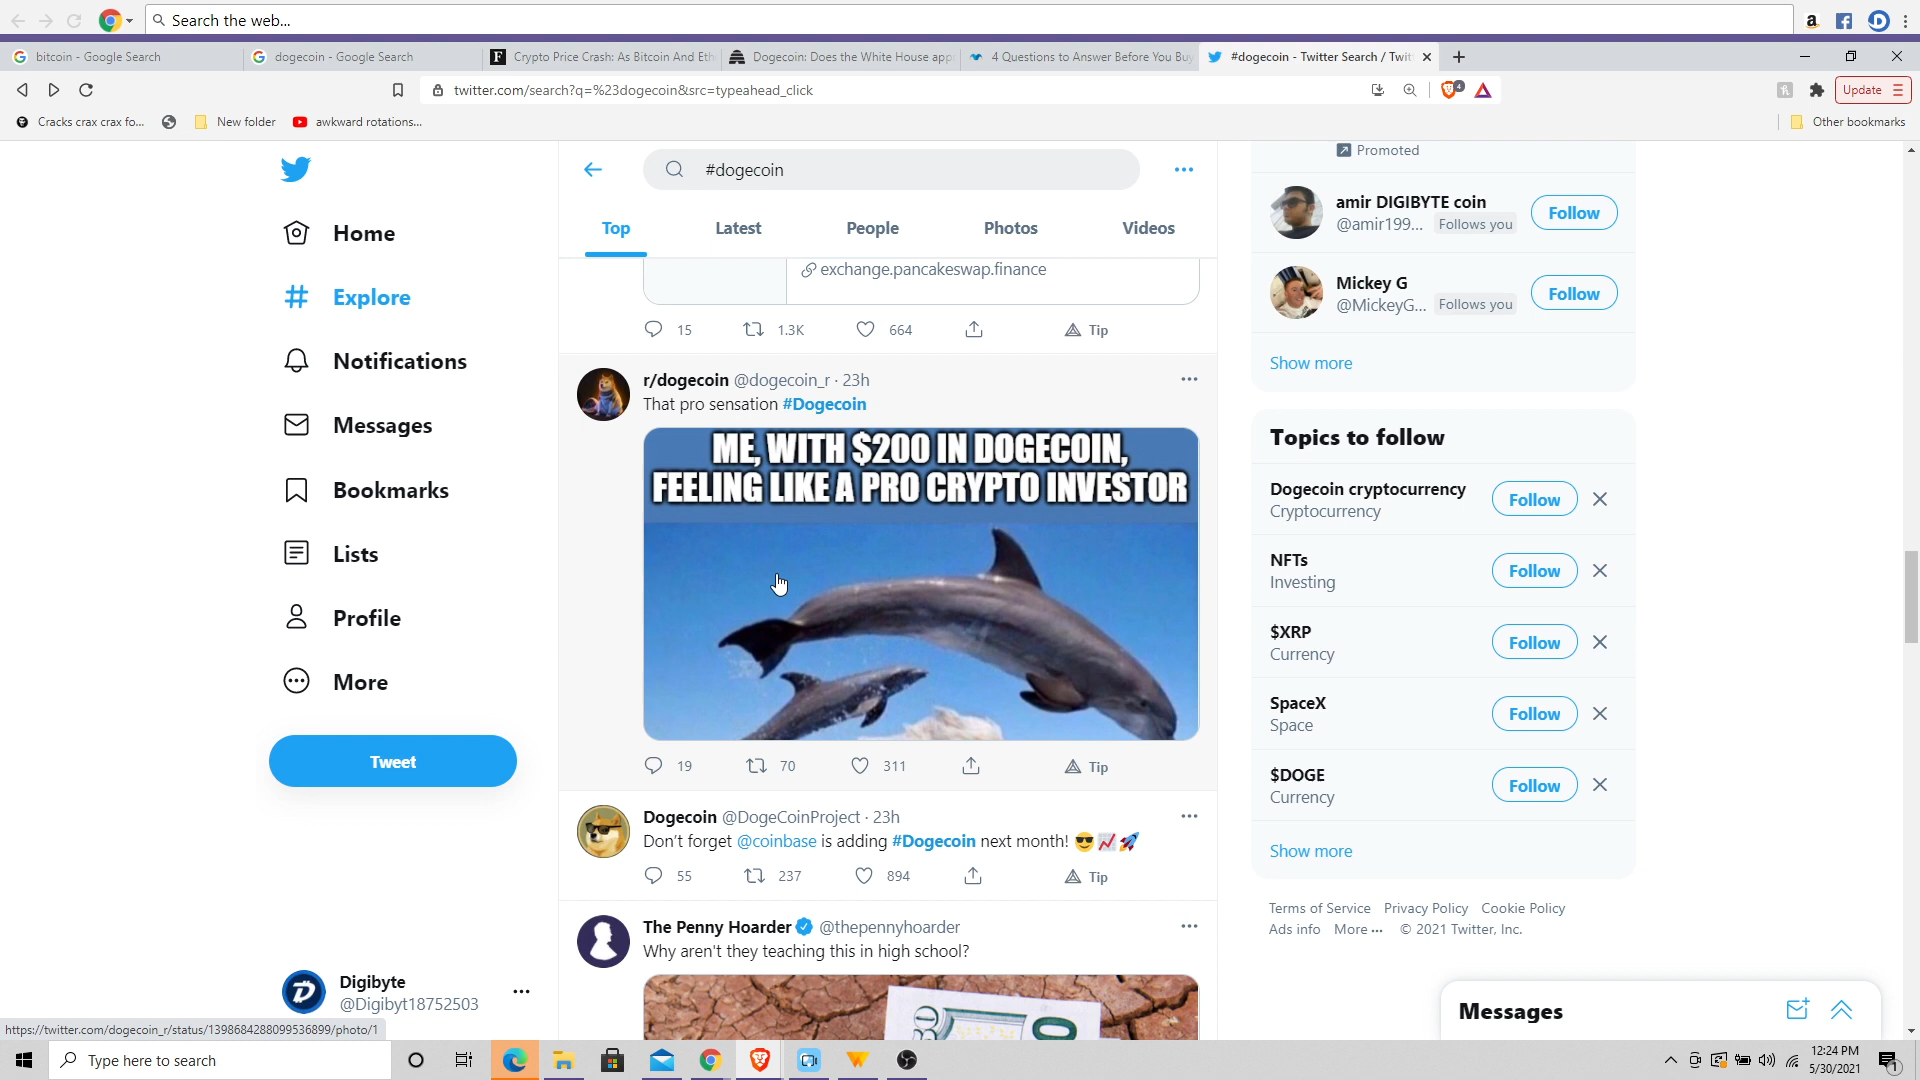 Search the web...
bitcoin - Google Search
dogecoin - Google Search
Crypto Price Crash: As Bitcoin And Eth
Dogecoin: Does the White House app
4 Questions to Answer Before You Buy
#dogecoin - Twitter Search / Twit
twitter.com/search?q=%23dogecoin&src=typeahead_click
4
Update
Cracks crax crax fo...
New folder
awkward rotations...
Other bookmarks
Home
Explore
Notifications
Messages
Bookmarks
Lists
Profile
More
Tweet
Digibyte
@Digibyt18752503
#dogecoin
Top
Latest
People
Photos
Videos
exchange.pancakeswap.finance
15
1.3K
664
Tip
r/dogecoin @dogecoin_r · 23h
That pro sensation #Dogecoin
ME, WITH $200 IN DOGECOIN,
FEELING LIKE A PRO CRYPTO INVESTOR
19
70
311
Tip
Dogecoin @DogeCoinProject · 23h
Don't forget @coinbase is adding #Dogecoin next month! 😎📈🚀
55
237
894
Tip
The Penny Hoarder @thepennyhoarder
Why aren't they teaching this in high school?
Promoted
amir DIGIBYTE coin
@amir199... Follows you
Follow
Mickey G
@MickeyG... Follows you
Follow
Show more
Topics to follow
Dogecoin cryptocurrency
Cryptocurrency
Follow
NFTs
Investing
Follow
$XRP
Currency
Follow
SpaceX
Space
Follow
$DOGE
Currency
Follow
Show more
Terms of Service Privacy Policy Cookie Policy
Ads info More ··· © 2021 Twitter, Inc.
Messages
https://twitter.com/dogecoin_r/status/1398684288099536899/photo/1
Type here to search
12:24 PM
5/30/2021
1